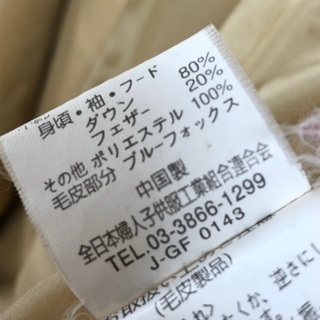 身頃・袖・フード
ダウン 80%
フェザー 20%
その他 ポリエステル 100%
毛皮部分 ブルーフォックス
中国製
全日本婦人子供服工業組合連合会
TEL.03-3866-1299
J-GF 0143
(毛皮製品)